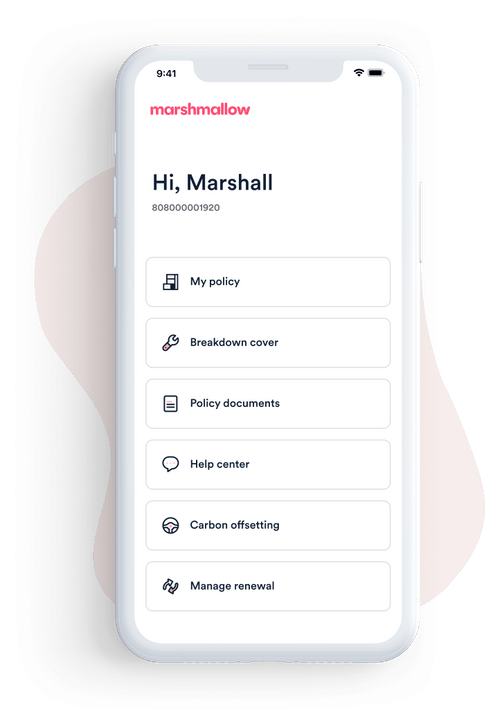 9:41
marshmallow
Hi, Marshall
808000001920
My policy
Breakdown cover
Policy documents
Help center
Carbon offsetting
Manage renewal